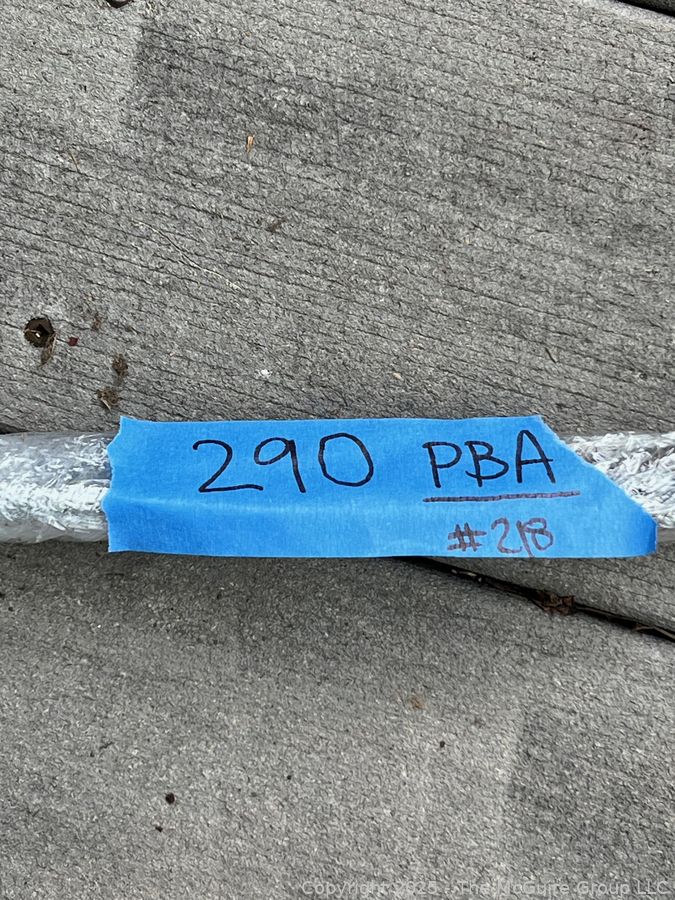 290 PBA
#218
Copyright 2025 - The McGuire Group LLC